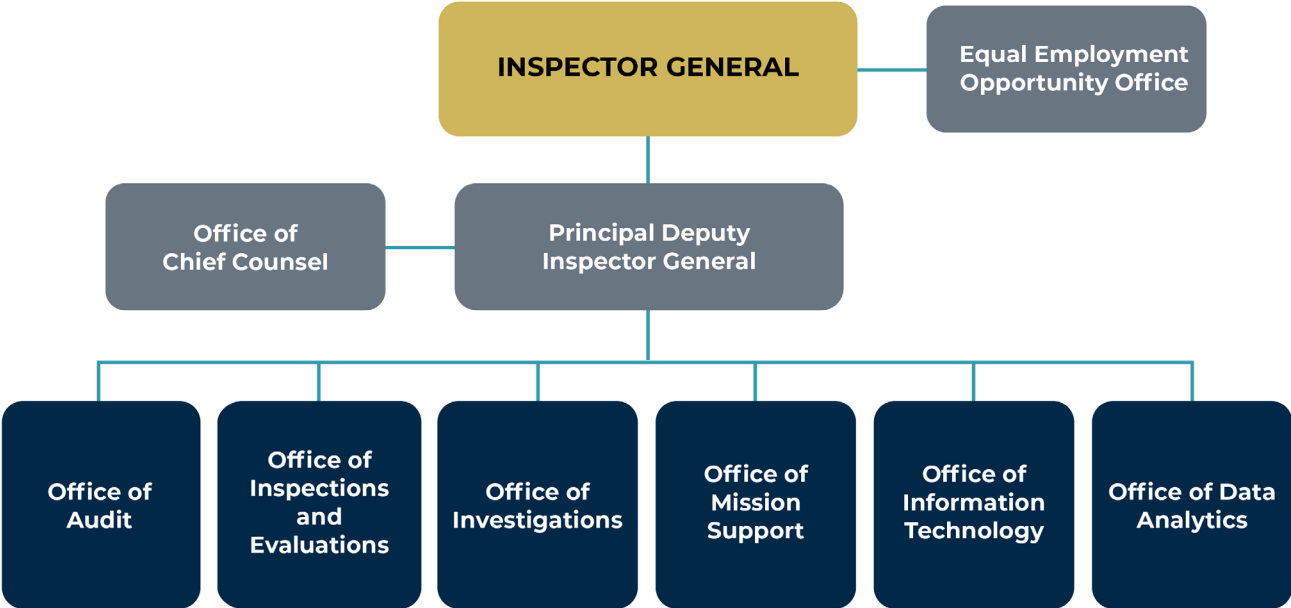 INSPECTOR GENERAL
Equal Employment
Opportunity Office
Office of
Chief Counsel
Principal Deputy
Inspector General
Office of
Audit
Office of
Inspections
and
Evaluations
Office of
Investigations
Office of
Mission
Support
Office of
Information
Technology
Office of Data
Analytics